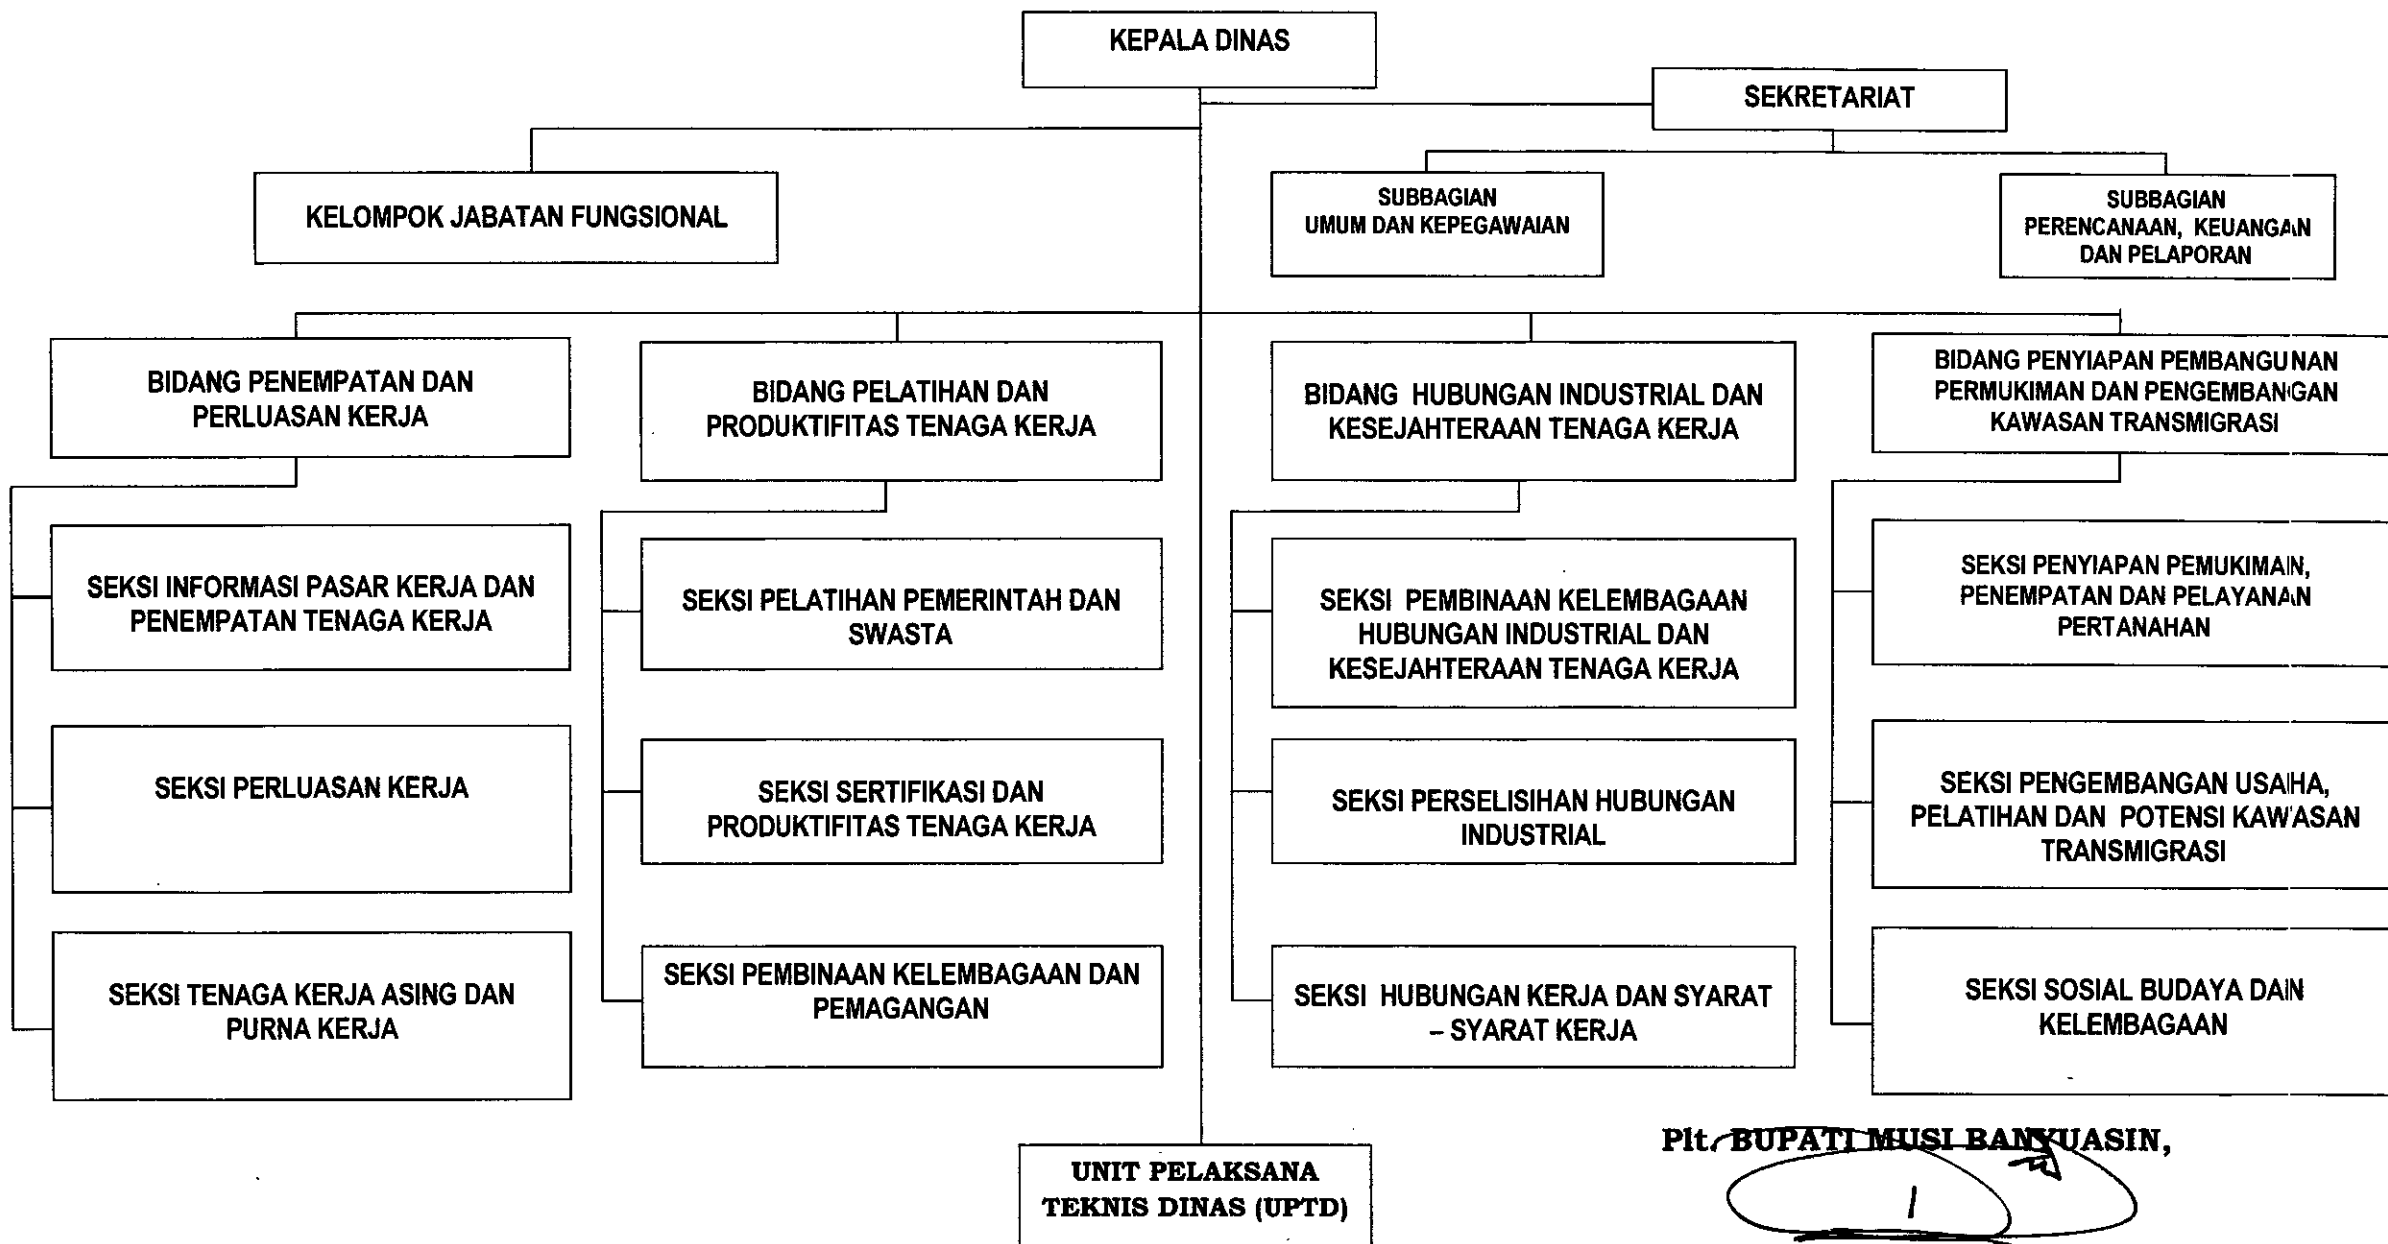 KEPALA DINAS
SEKRETARIAT
KELOMPOK JABATAN FUNGSIONAL
SUBBAGIAN
UMUM DAN KEPEGAWAIAN
SUBBAGIAN
PERENCANAAN, KEUANGAN
DAN PELAPORAN
BIDANG PENEMPATAN DAN
PERLUASAN KERJA
BIDANG PELATIHAN DAN
PRODUKTIFITAS TENAGA KERJA
BIDANG HUBUNGAN INDUSTRIAL DAN
KESEJAHTERAAN TENAGA KERJA
BIDANG PENYIAPAN PEMBANGUNAN
PERMUKIMAN DAN PENGEMBANGAN
KAWASAN TRANSMIGRASI
SEKSI INFORMASI PASAR KERJA DAN
PENEMPATAN TENAGA KERJA
SEKSI PELATIHAN PEMERINTAH DAN
SWASTA
SEKSI PEMBINAAN KELEMBAGAAN
HUBUNGAN INDUSTRIAL DAN
KESEJAHTERAAN TENAGA KERJA
SEKSI PENYIAPAN PEMUKIMAN,
PENEMPATAN DAN PELAYANAN
PERTANAHAN
SEKSI PERLUASAN KERJA
SEKSI SERTIFIKASI DAN
PRODUKTIFITAS TENAGA KERJA
SEKSI PERSELISIHAN HUBUNGAN
INDUSTRIAL
SEKSI PENGEMBANGAN USAHA,
PELATIHAN DAN POTENSI KAWASAN
TRANSMIGRASI
SEKSI TENAGA KERJA ASING DAN
PURNA KERJA
SEKSI PEMBINAAN KELEMBAGAAN DAN
PEMAGANGAN
SEKSI HUBUNGAN KERJA DAN SYARAT
– SYARAT KERJA
SEKSI SOSIAL BUDAYA DAN
KELEMBAGAAN
UNIT PELAKSANA
TEKNIS DINAS (UPTD)
Plt. BUPATI MUSI BANYUASIN,